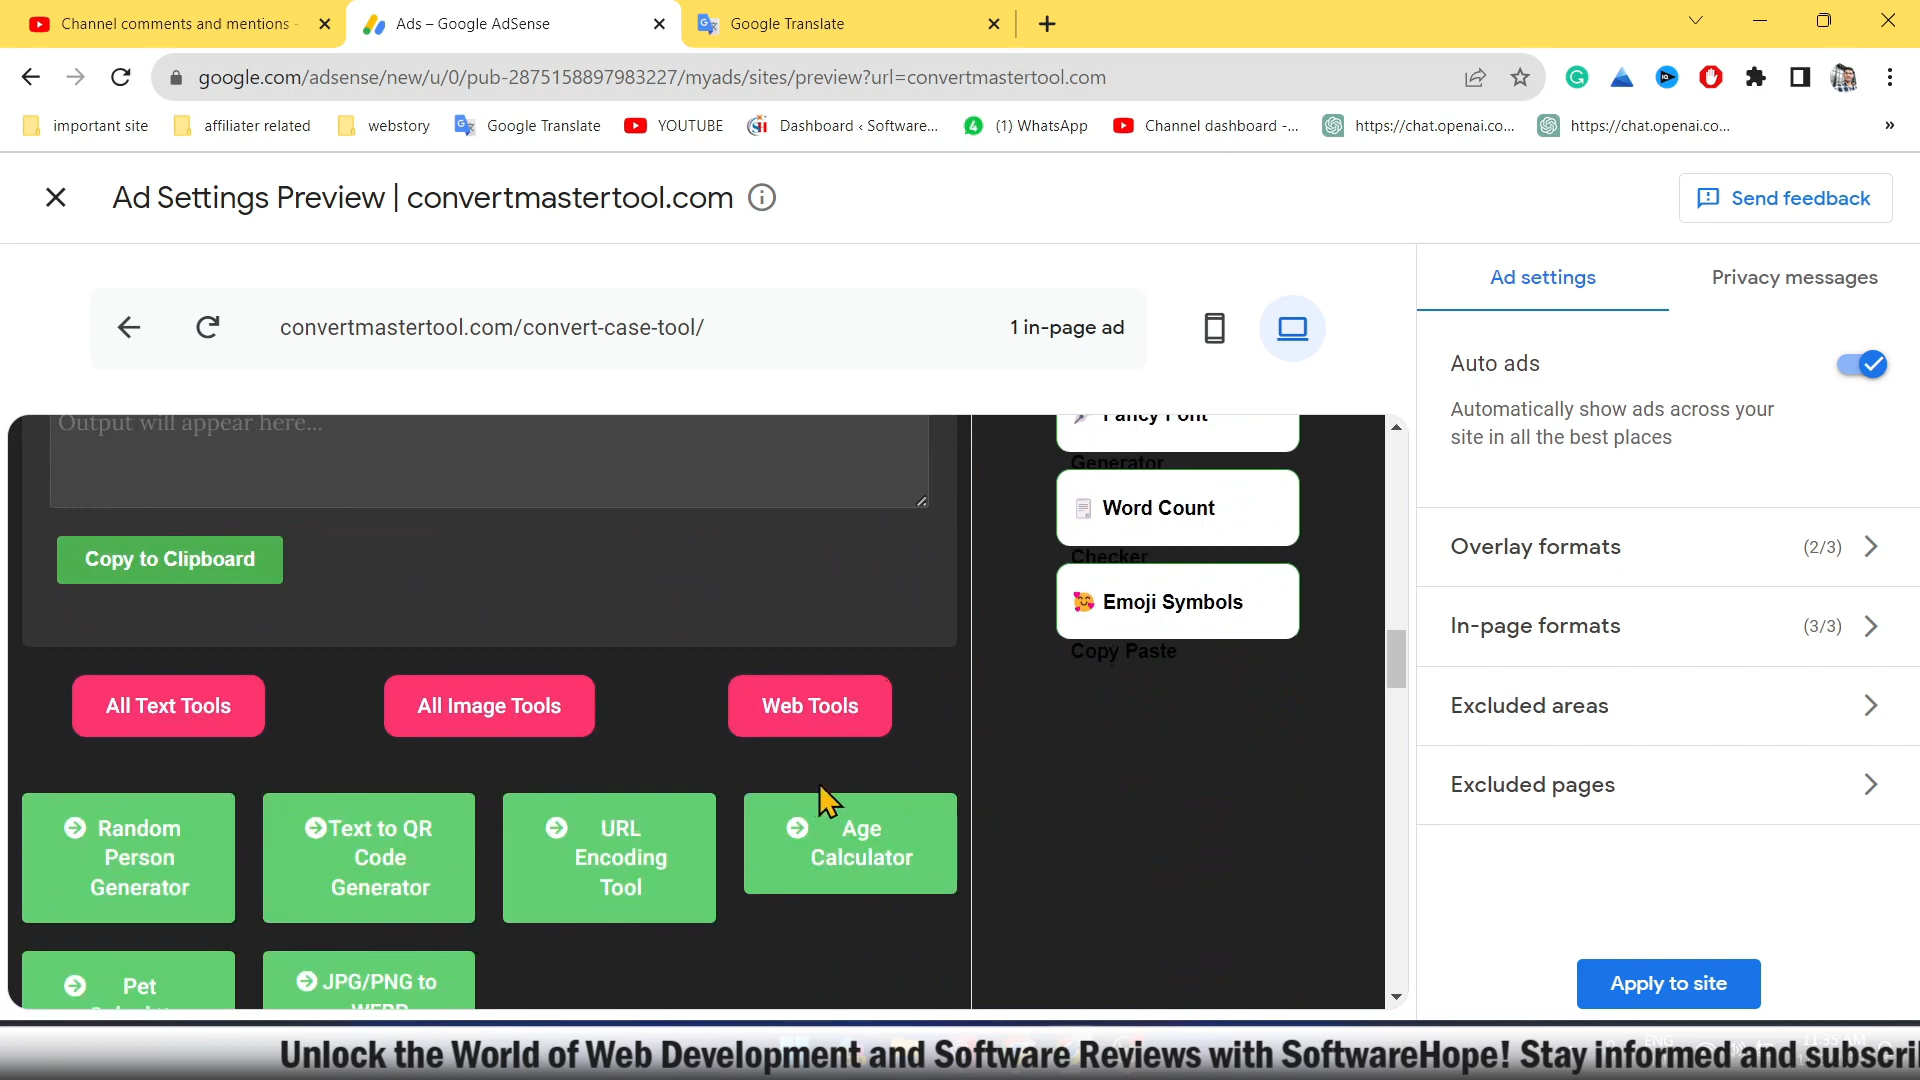 Channel comments and mentions -
Ads – Google AdSense
Google Translate
google.com/adsense/new/u/0/pub-2875158897983227/myads/sites/preview?url=convertmastertool.com
important site
affiliater related
webstory
Google Translate
YOUTUBE
Dashboard ‹ Software...
(1) WhatsApp
Channel dashboard -...
https://chat.openai.co...
https://chat.openai.co...
»
Ad Settings Preview | convertmastertool.com
Send feedback
Ad settings
Privacy messages
convertmastertool.com/convert-case-tool/
1 in-page ad
Auto ads
Automatically show ads across your
site in all the best places
Output will appear here...
Fancy Font
Generator
Word Count
Checker
Emoji Symbols
Copy Paste
Copy to Clipboard
Overlay formats (2/3)
In-page formats (3/3)
Excluded areas
Excluded pages
All Text Tools
All Image Tools
Web Tools
Random
Person
Generator
Text to QR
Code
Generator
URL
Encoding
Tool
Age
Calculator
Pet
JPG/PNG to
Apply to site
Unlock the World of Web Development and Software Reviews with SoftwareHope! Stay informed and subscri